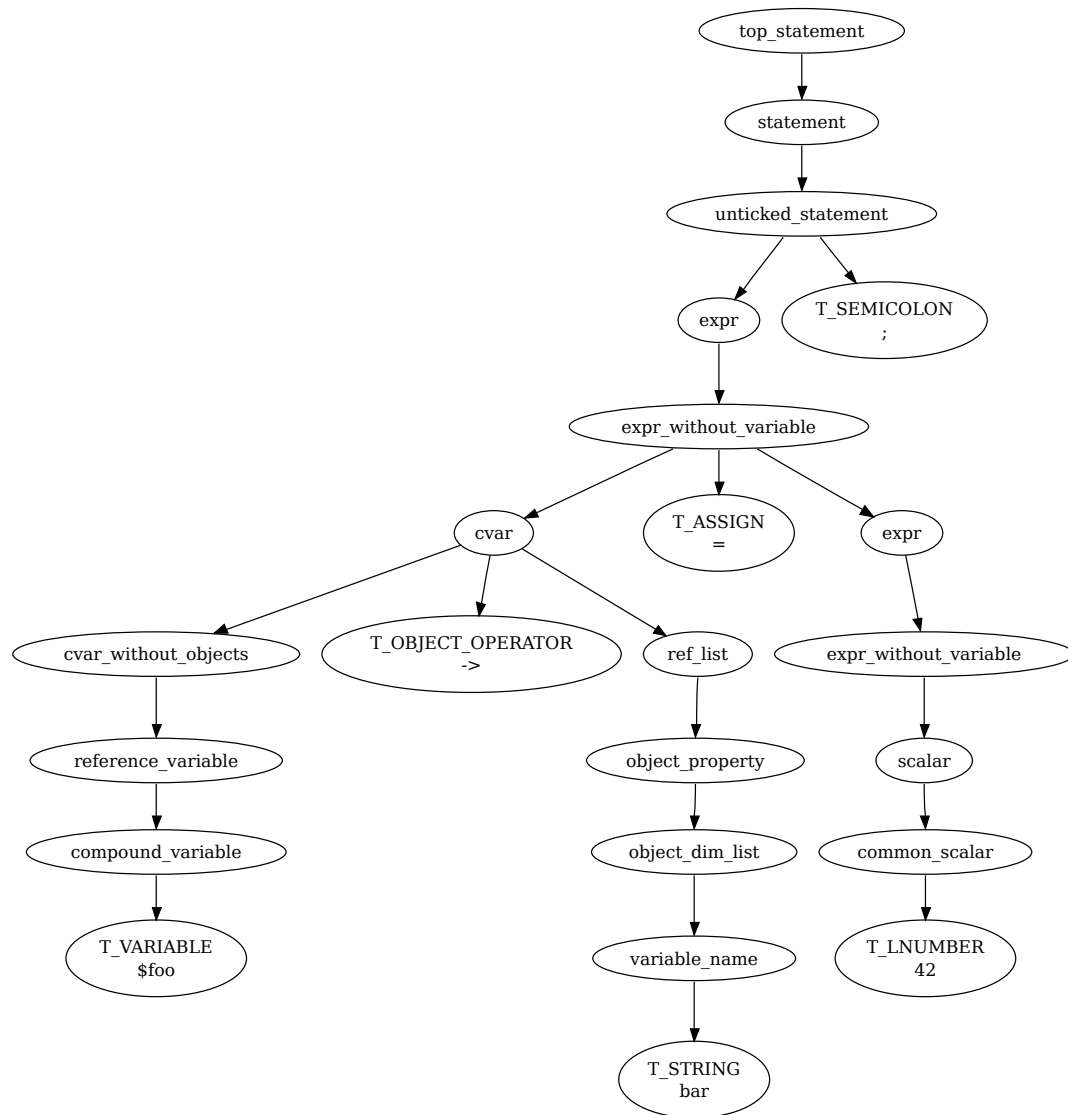 top_statement
statement
unticked_statement
expr
T_SEMICOLON
;
expr_without_variable
cvar
T_ASSIGN
=
expr
cvar_without_objects
T_OBJECT_OPERATOR
->
ref_list
expr_without_variable
reference_variable
object_property
scalar
compound_variable
object_dim_list
common_scalar
T_VARIABLE
$foo
variable_name
T_LNUMBER
42
T_STRING
bar